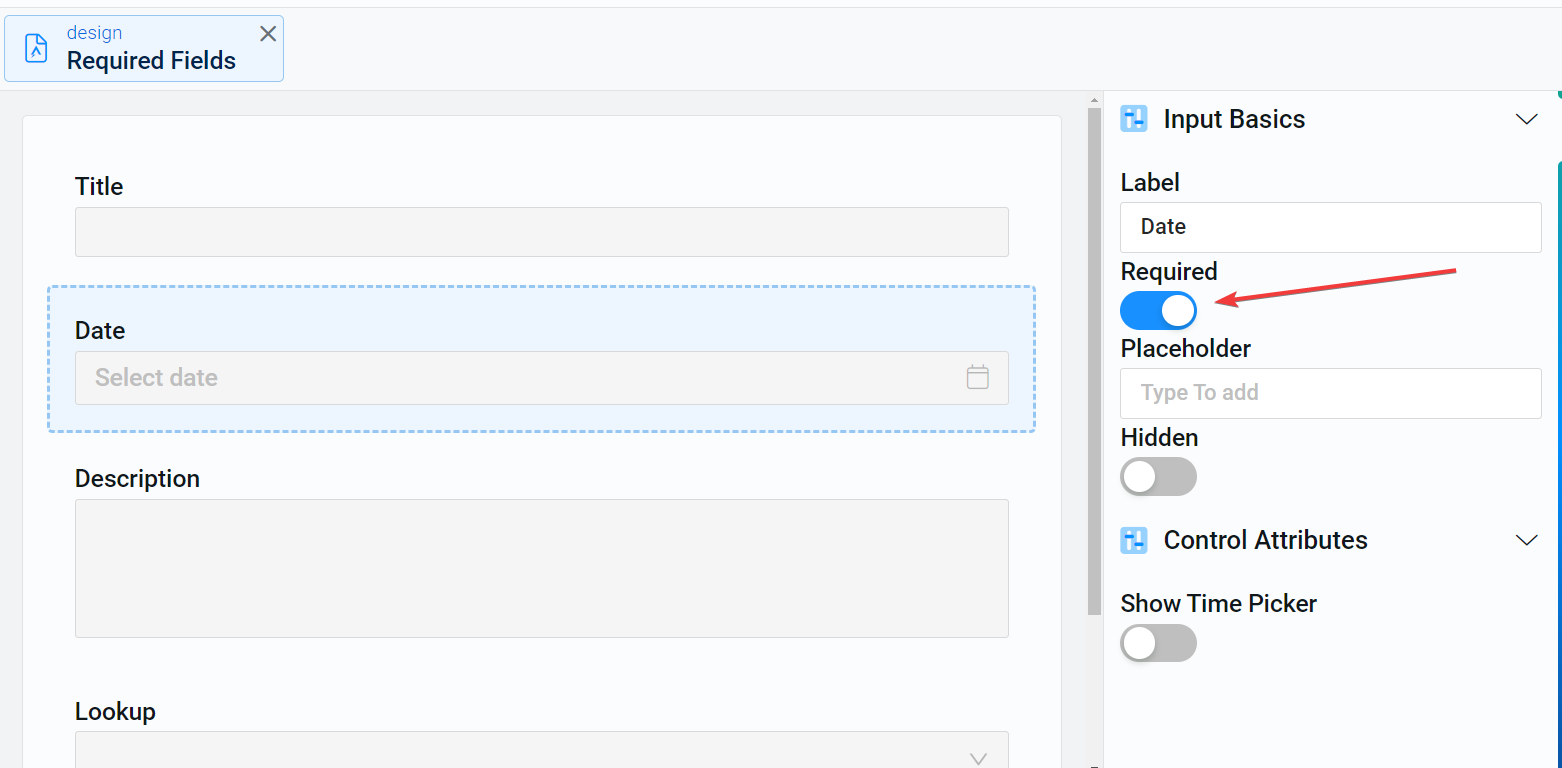 design
Required Fields
Title
Date
Select date
Description
Lookup
Input Basics
Label
Date
Required
Placeholder
Type To add
Hidden
Control Attributes
Show Time Picker